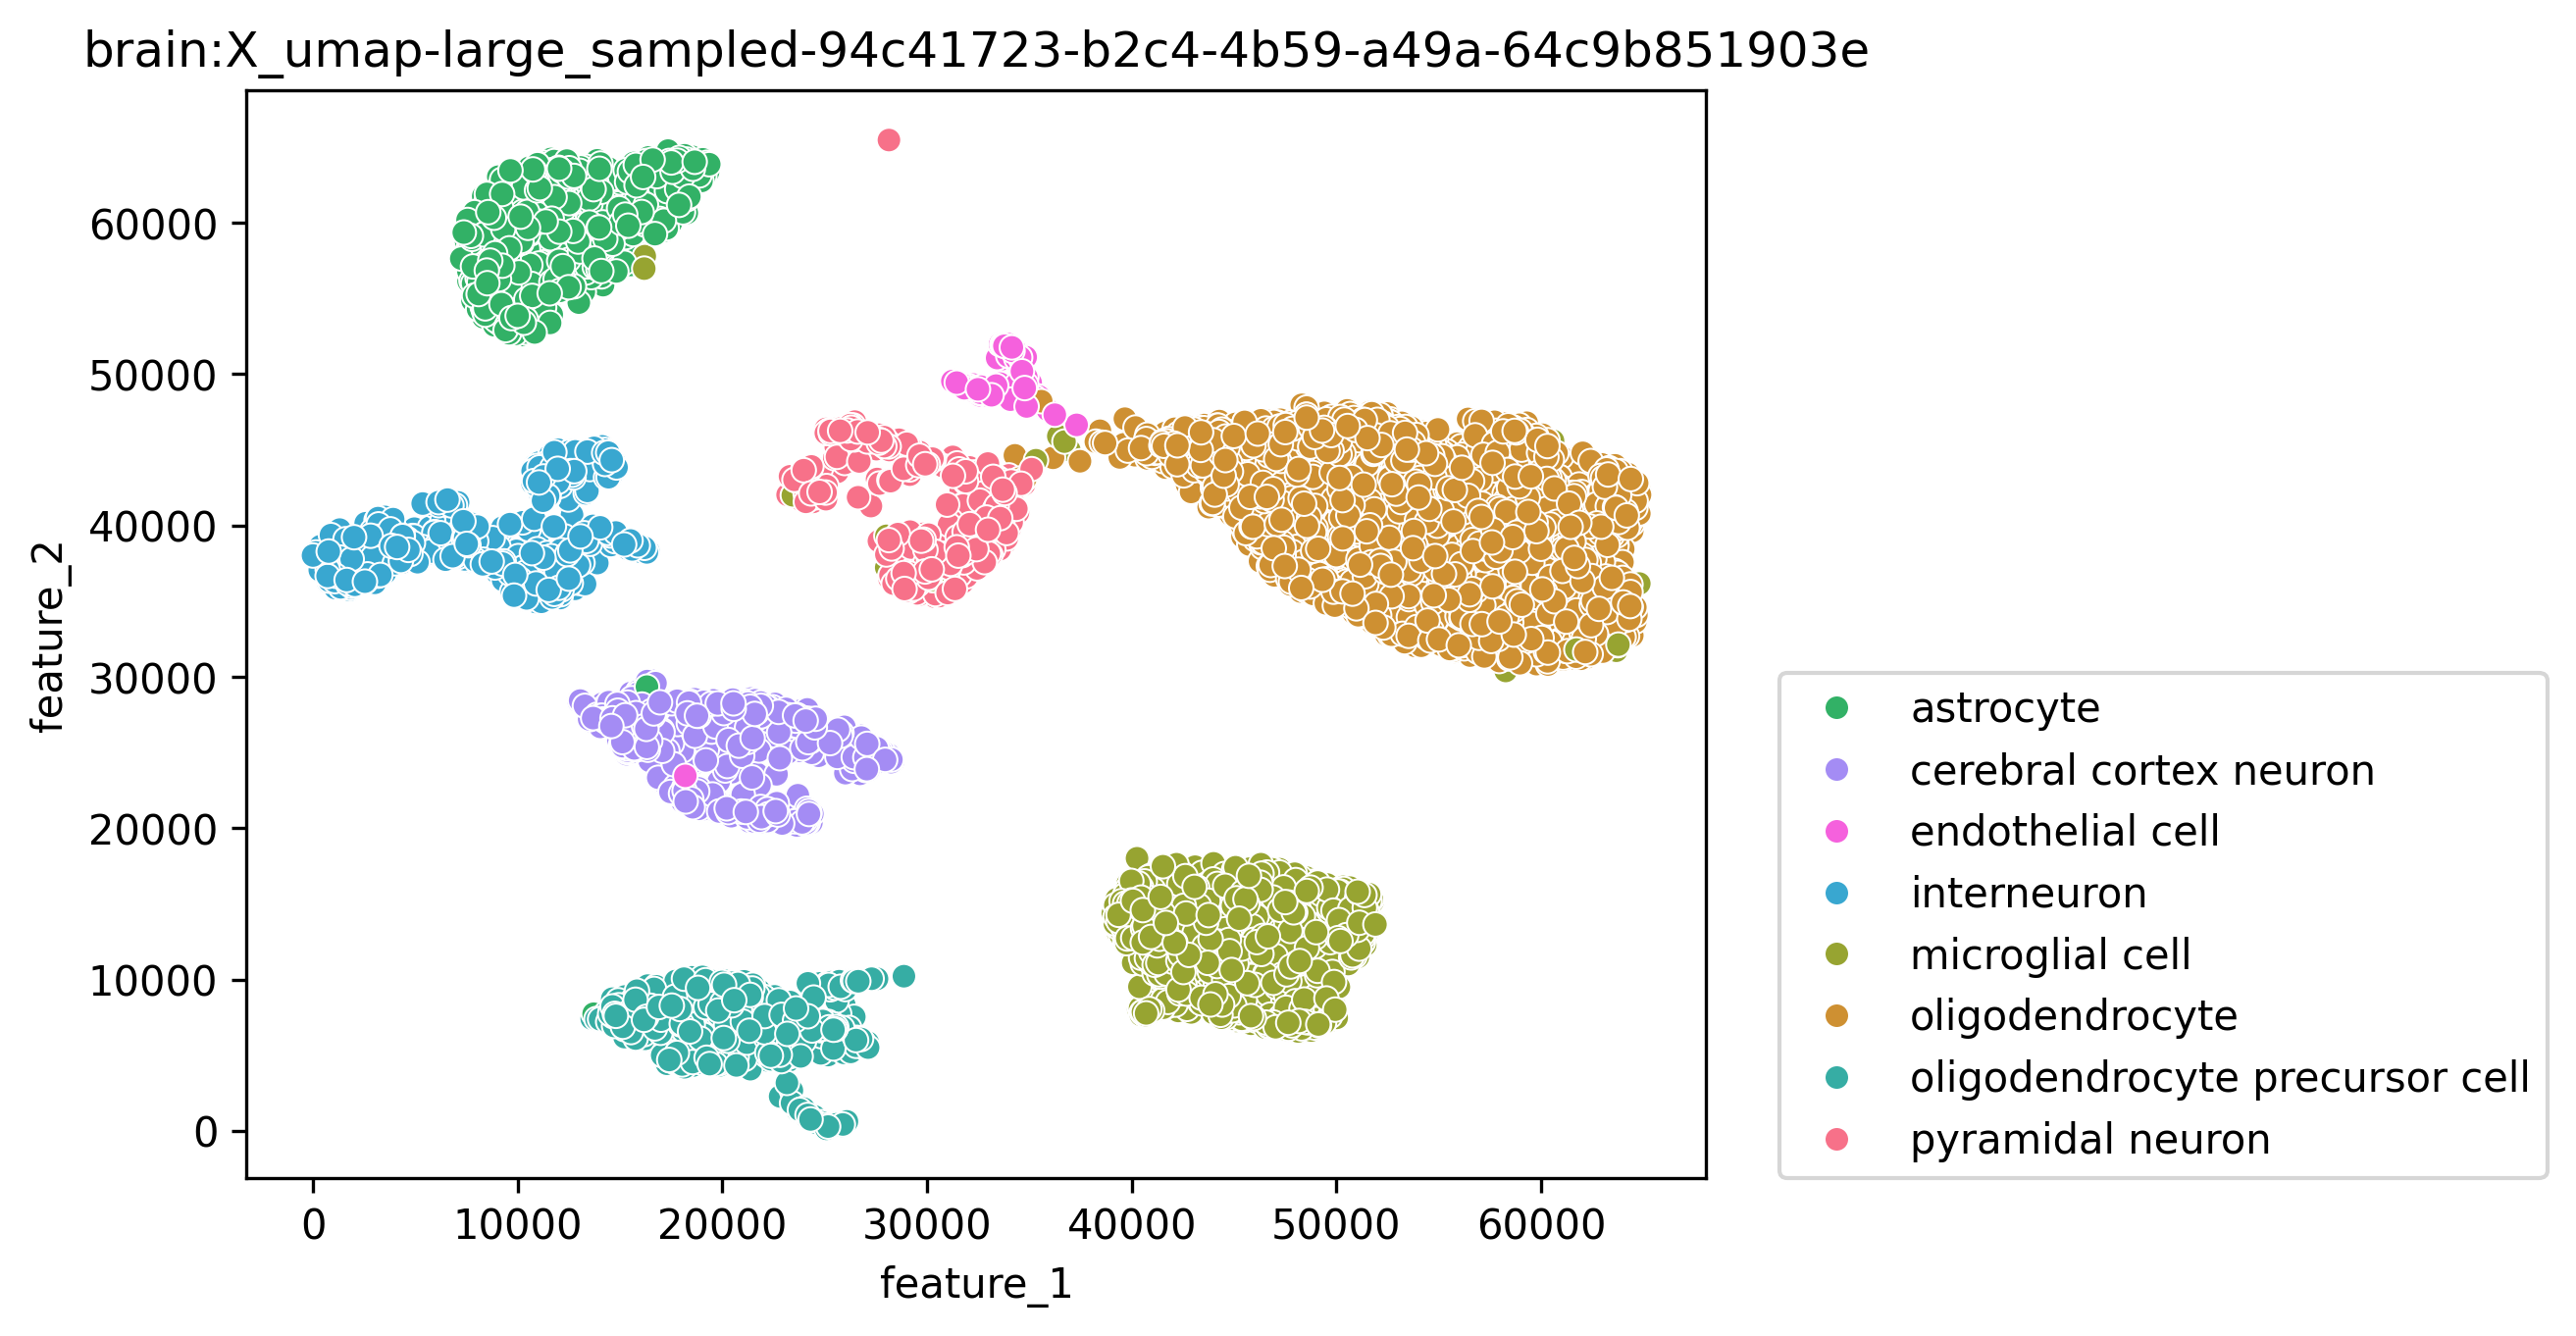 brain:X_umap-large_sampled-94c41723-b2c4-4b59-a49a-64c9b851903e
feature_2
60000
50000
40000
30000
20000
10000
0
0 10000 20000 30000 40000 50000 60000
feature_1
astrocyte
cerebral cortex neuron
endothelial cell
interneuron
microglial cell
oligodendrocyte
oligodendrocyte precursor cell
pyramidal neuron